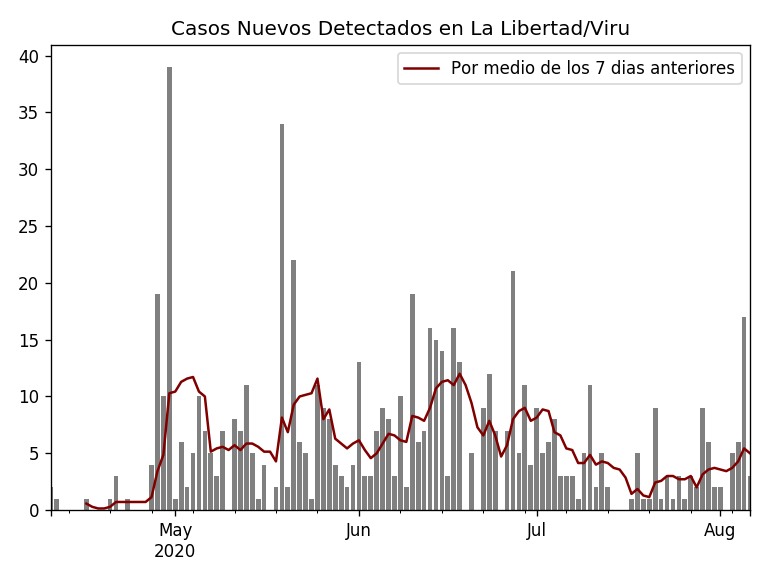 Casos Nuevos Detectados en La Libertad/Viru
Por medio de los 7 dias anteriores
40
35
30
25
20
15
10
5
0
May
2020
Jun
Jul
Aug